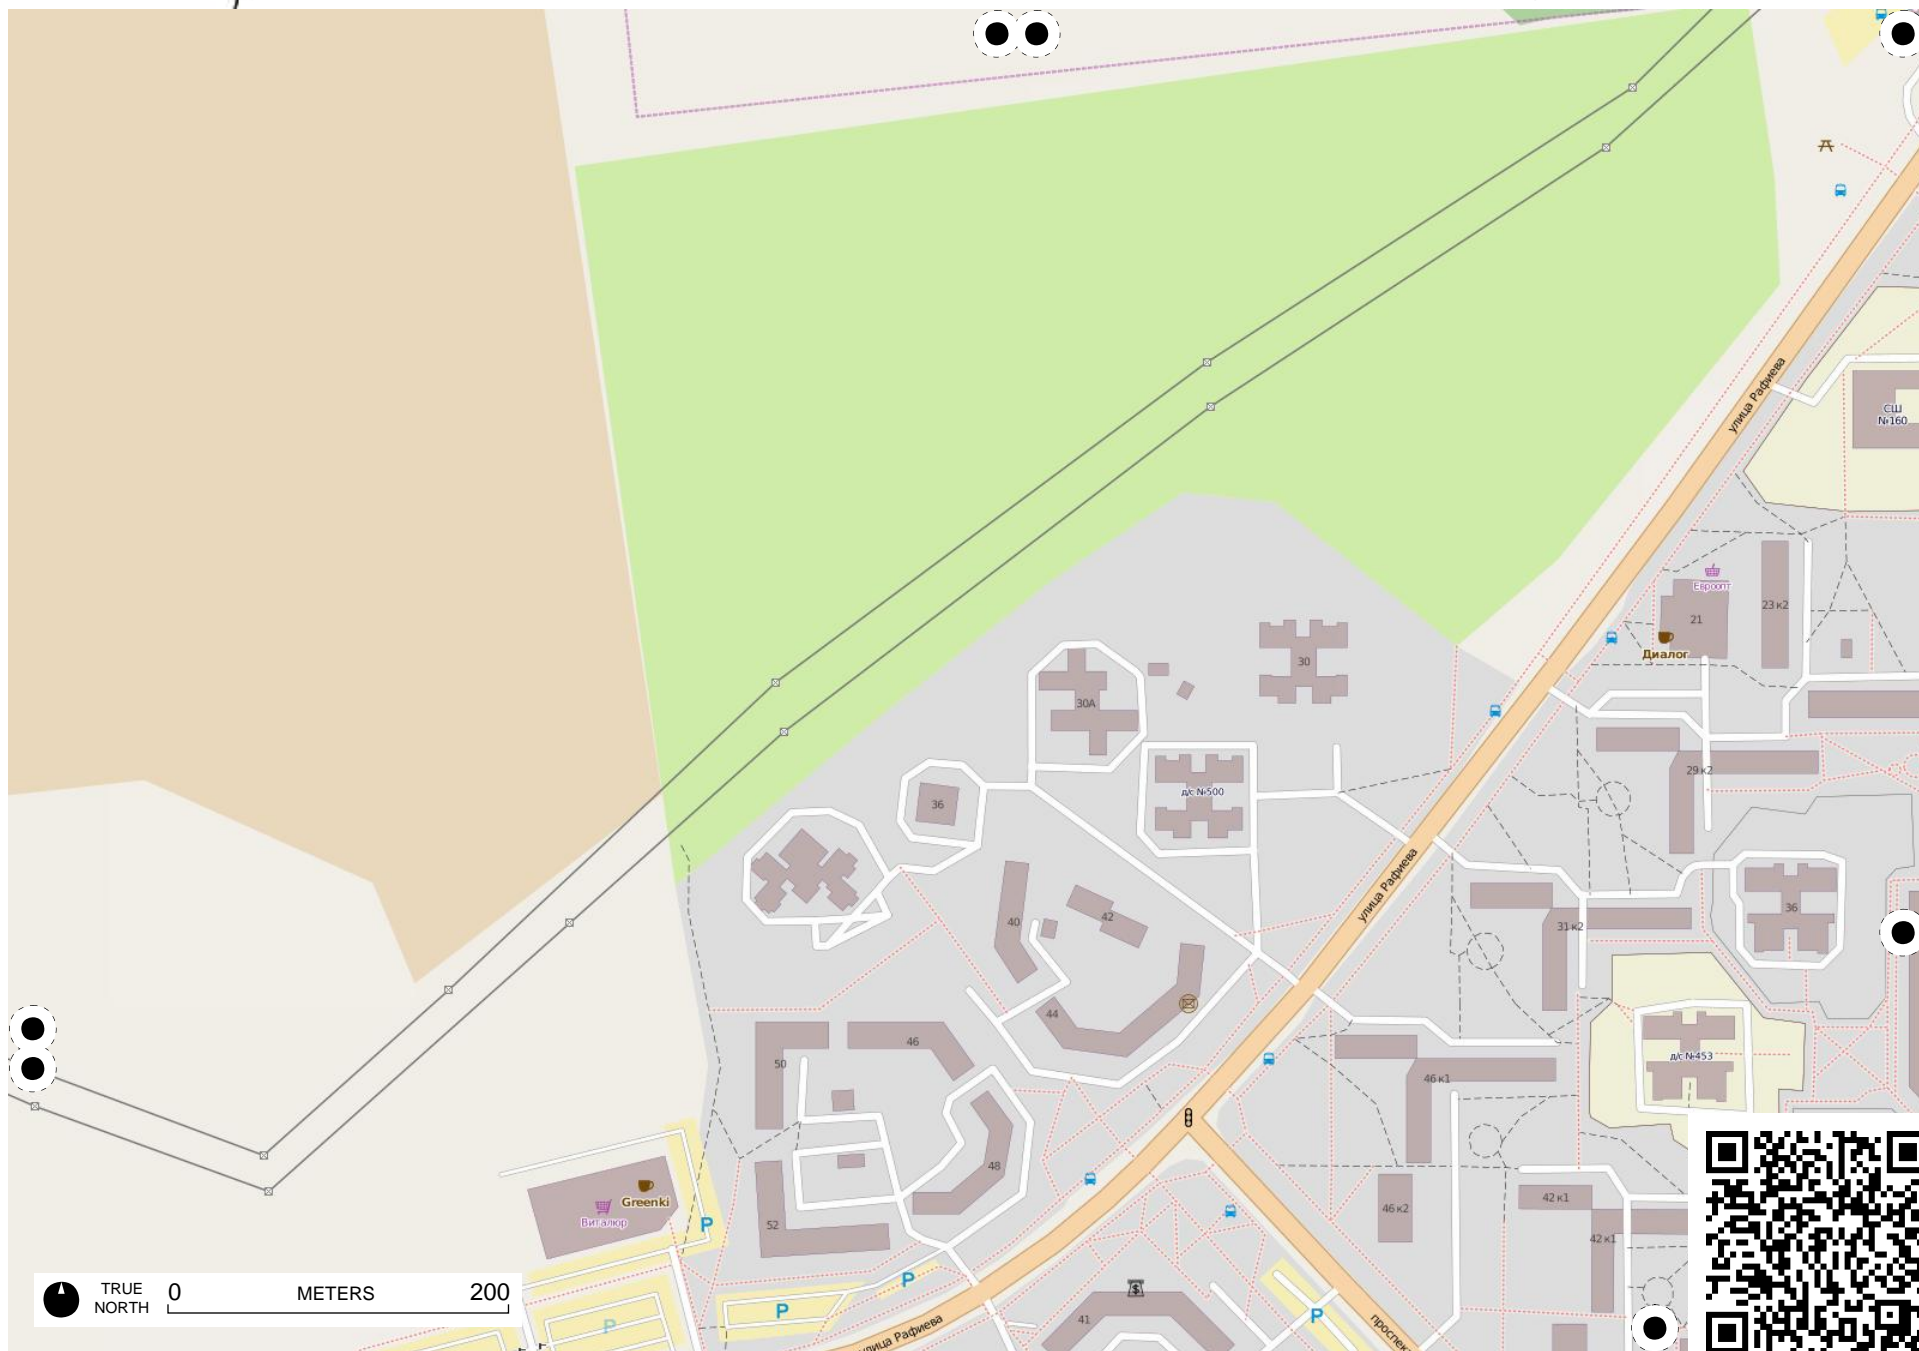 улица Рафиева
СШ
№160
Евроопт
21
23 к2
Диалог
30
30А
29 к2
д/с №500
36
улица Рафиева
40
42
31 к2
36
44
46
50
д/с №453
46 к1
48
Greenki
Виталюр
P
52
46 к2
42 к1
42 к1
P
P
P
P
41
улица Рафиева
проспек
TRUE
NORTH
0 METERS 200